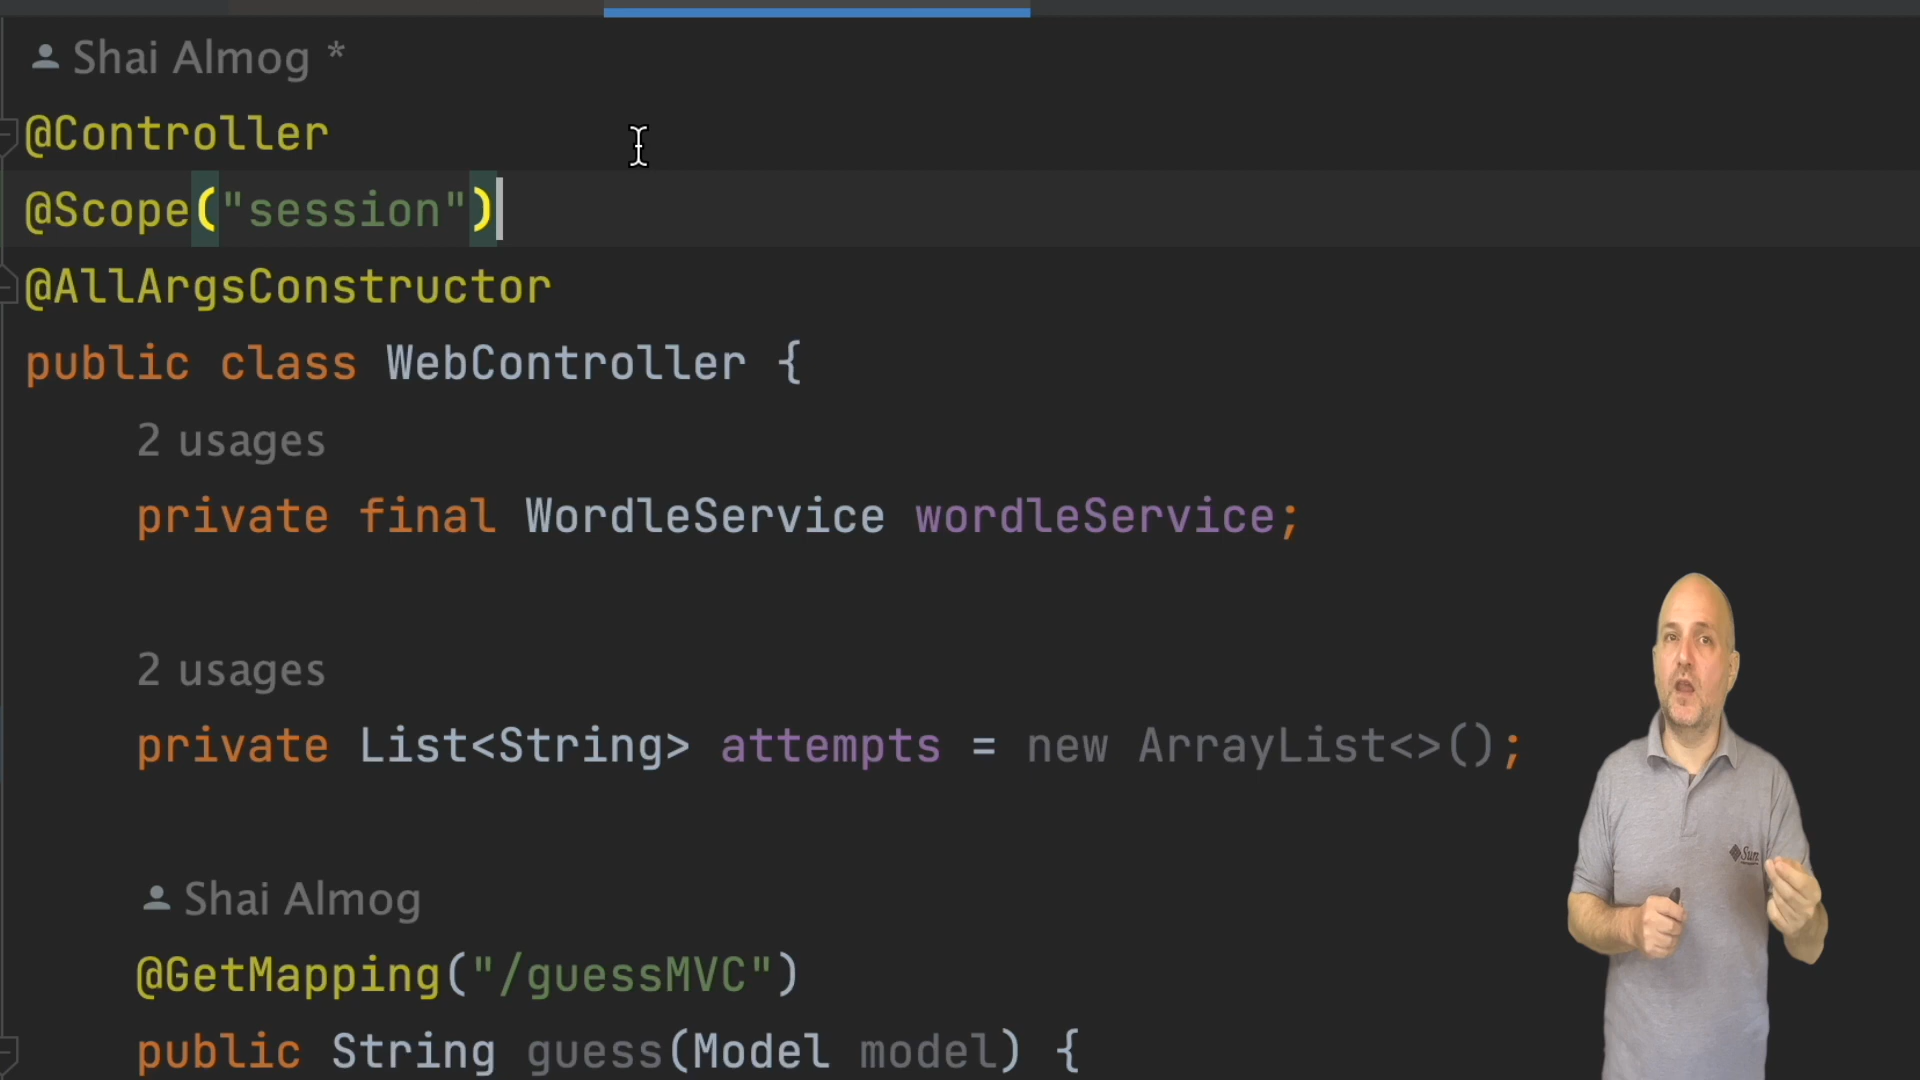 Shai Almog *
@Controller
@Scope("session")
@AllArgsConstructor
public class WebController {
2 usages
private final WordleService wordleService;
2 usages
private List<String> attempts = new ArrayList<>();
Sun
Shai Almog
@GetMapping("/guessMVC")
public String guess(Model model) {